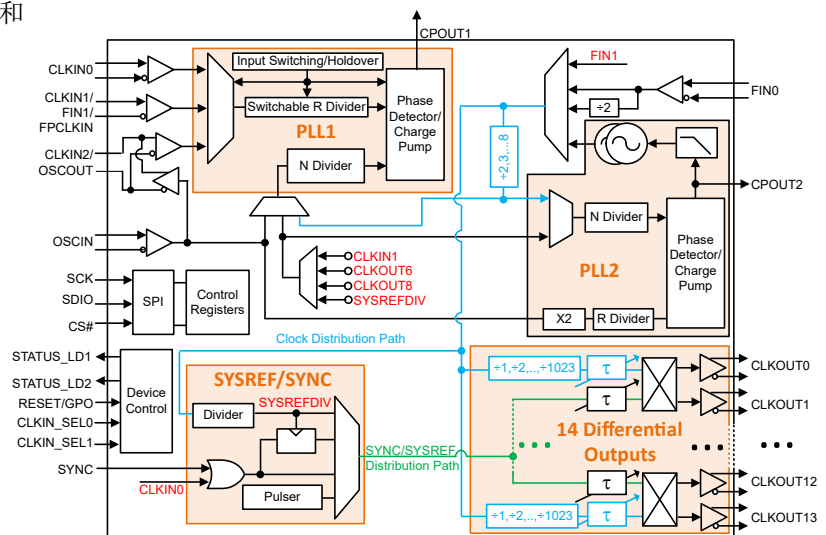 和
CPOUT1
CLKIN0
CLKIN1/
FIN1/
FPCLKIN
CLKIN2/
OSCOUT
OSCIN
Input Switching/Holdover
Switchable R Divider
PLL1
N Divider
Phase
Detector/
Charge
Pump
FIN1
FIN0
÷2
÷2,3,...8
CPOUT2
N Divider
PLL2
Phase
Detector/
Charge
Pump
X2
R Divider
CLKIN1
CLKOUT6
CLKOUT8
SYSREFDIV
SCK
SDIO
CS#
SPI
Control
Registers
Clock Distribution Path
STATUS_LD1
STATUS_LD2
RESET/GPO
CLKIN_SEL0
CLKIN_SEL1
Device
Control
SYNC
CLKIN0
SYSREF/SYNC
Divider
SYSREFDIV
Pulser
SYNC/SYSREF
Distribution Path
÷1,÷2,..,÷1023
τ
τ
CLKOUT0
CLKOUT1
14 Differential
Outputs
τ
÷1,÷2,..,÷1023
τ
CLKOUT12
CLKOUT13